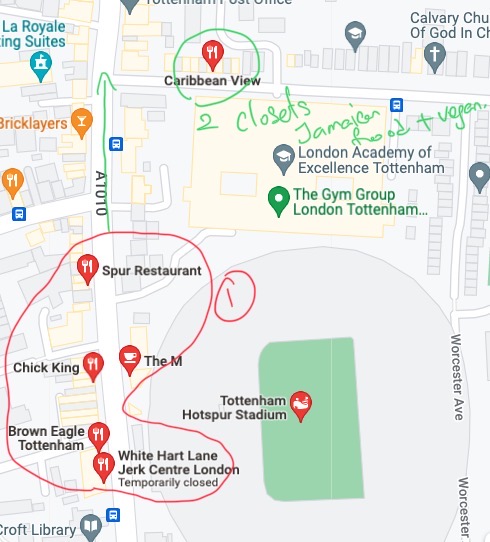 Tottenham Post Office
La Royale
ting Suites
Calvary Chu
Of God In Ch
Caribbean View
2 closets
Jamaican
food + vegan
Bricklayers
London Academy of
Excellence Tottenham
The Gym Group
London Tottenham...
A1010
Spur Restaurant
1
Chick King
The M
Worcester Ave
Tottenham
Hotspur Stadium
Brown Eagle
Tottenham
White Hart Lane
Jerk Centre London
Temporarily closed
Worcester
Croft Library